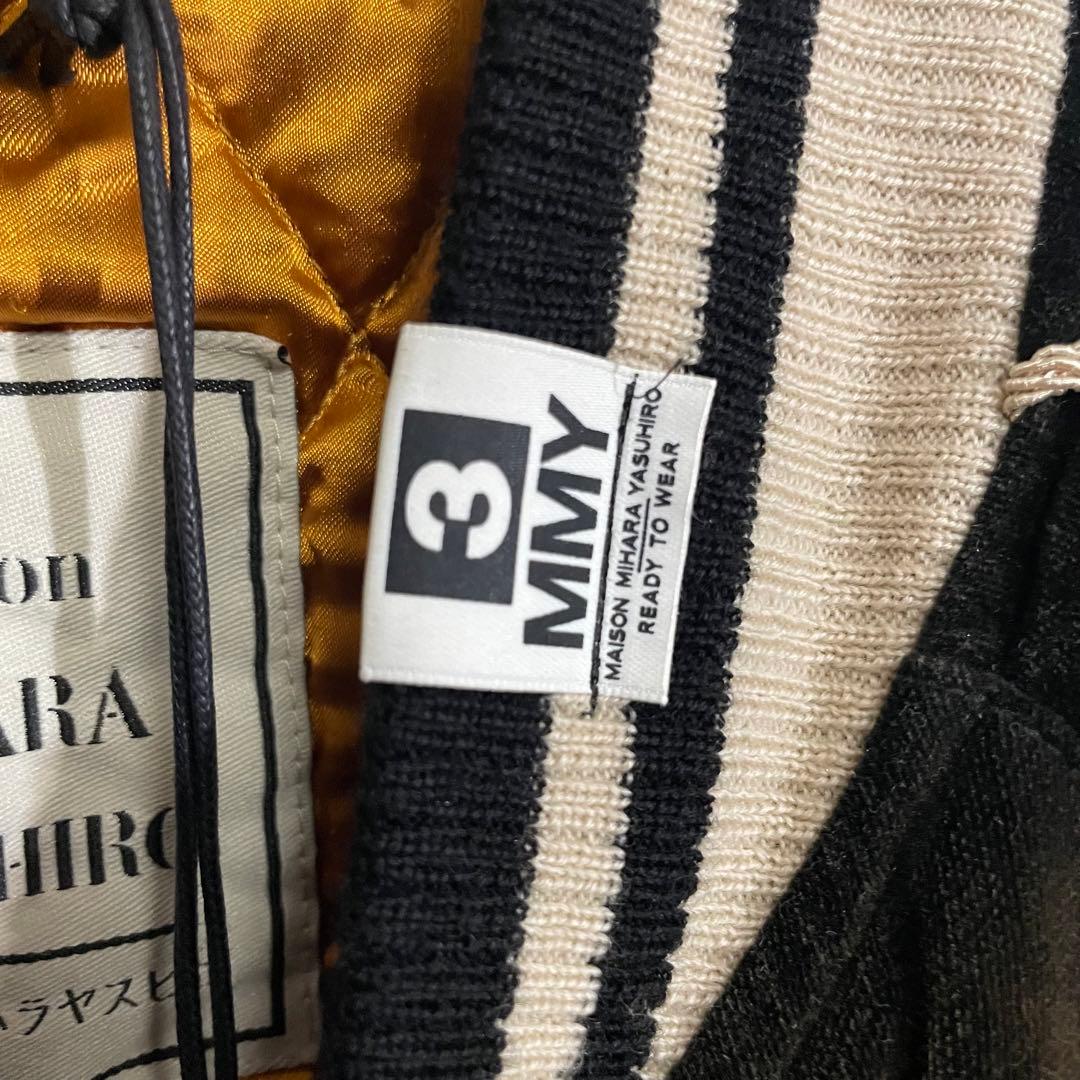 3
MMY
MAISON MIHARA YASUHIRO
READY TO WEAR
on
ARA
HIRO
ラヤスヒ